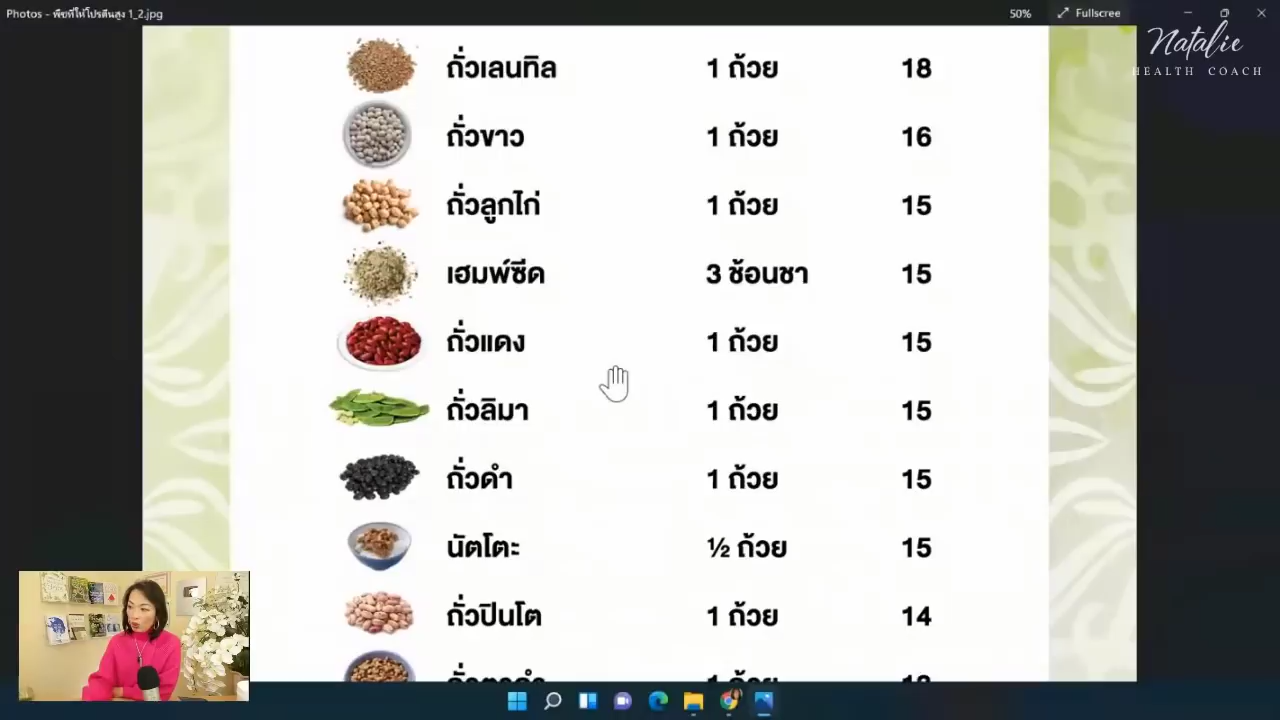 Photos - พืชที่ให้โปรตีนสูง 1_2.jpg
50%
Fullscree
Natalie
HEALTH COACH
ถั่วเลนทิล 1 ถ้วย 18
ถั่วขาว 1 ถ้วย 16
ถั่วลูกไก่ 1 ถ้วย 15
เฮมพ์ซีด 3 ช้อนชา 15
ถั่วแดง 1 ถ้วย 15
ถั่วลิมา 1 ถ้วย 15
ถั่วดำ 1 ถ้วย 15
นัตโตะ ½ ถ้วย 15
ถั่วปินโต 1 ถ้วย 14